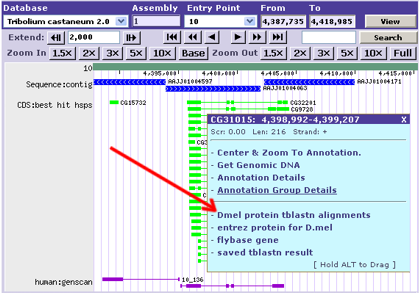 Database Assembly Entry Point From To
Tribolium castaneum 2.0 1 10 4,387,735 4,418,985 View
Extend: 2,000 Search
Zoom In 1.5X 2X 3X 5X 10X Base Zoom Out 1.5X 2X 3X 5X 10X Full
10
4,395,000 4,400,000 4,405,000 4,410,000 4,415,000
Sequence:contig AAJJ01004597 AAJJ01004171
AAJJ01004063
CDS:best hit hsps CG15732 CG32201
CG9728
CG31015: 4,398,992-4,399,207 X
Scr: 0.00 Len: 216 Strand: +
- Center & Zoom To Annotation.
- Get Genomic DNA
- Annotation Details
- Annotation Group Details
- Dmel protein tblastn alignments
- entrez protein for D.mel
- flybase gene
- saved tblastn result
[ Hold ALT to Drag ]
human:genscan 10_136